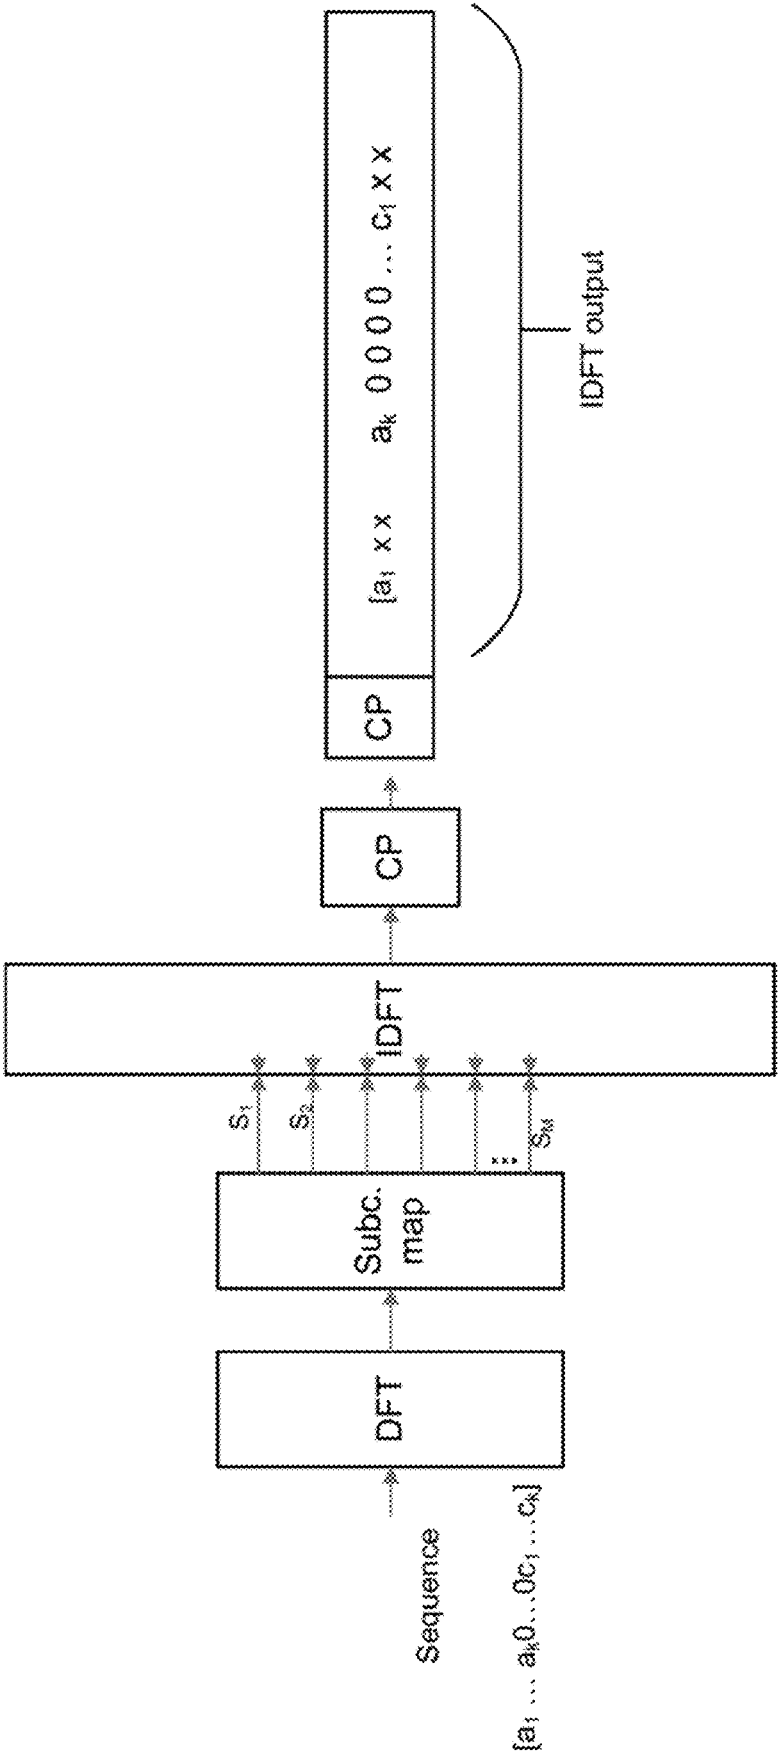 Sequence
[a₁ … aₖ0…0c₁ …cₖ]
DFT
Subc.
map
S₁
S₂
⋮
S_M
IDFT
CP
CP
[a₁ x x aₖ 0 0 0 0 … c₁ x x
IDFT output